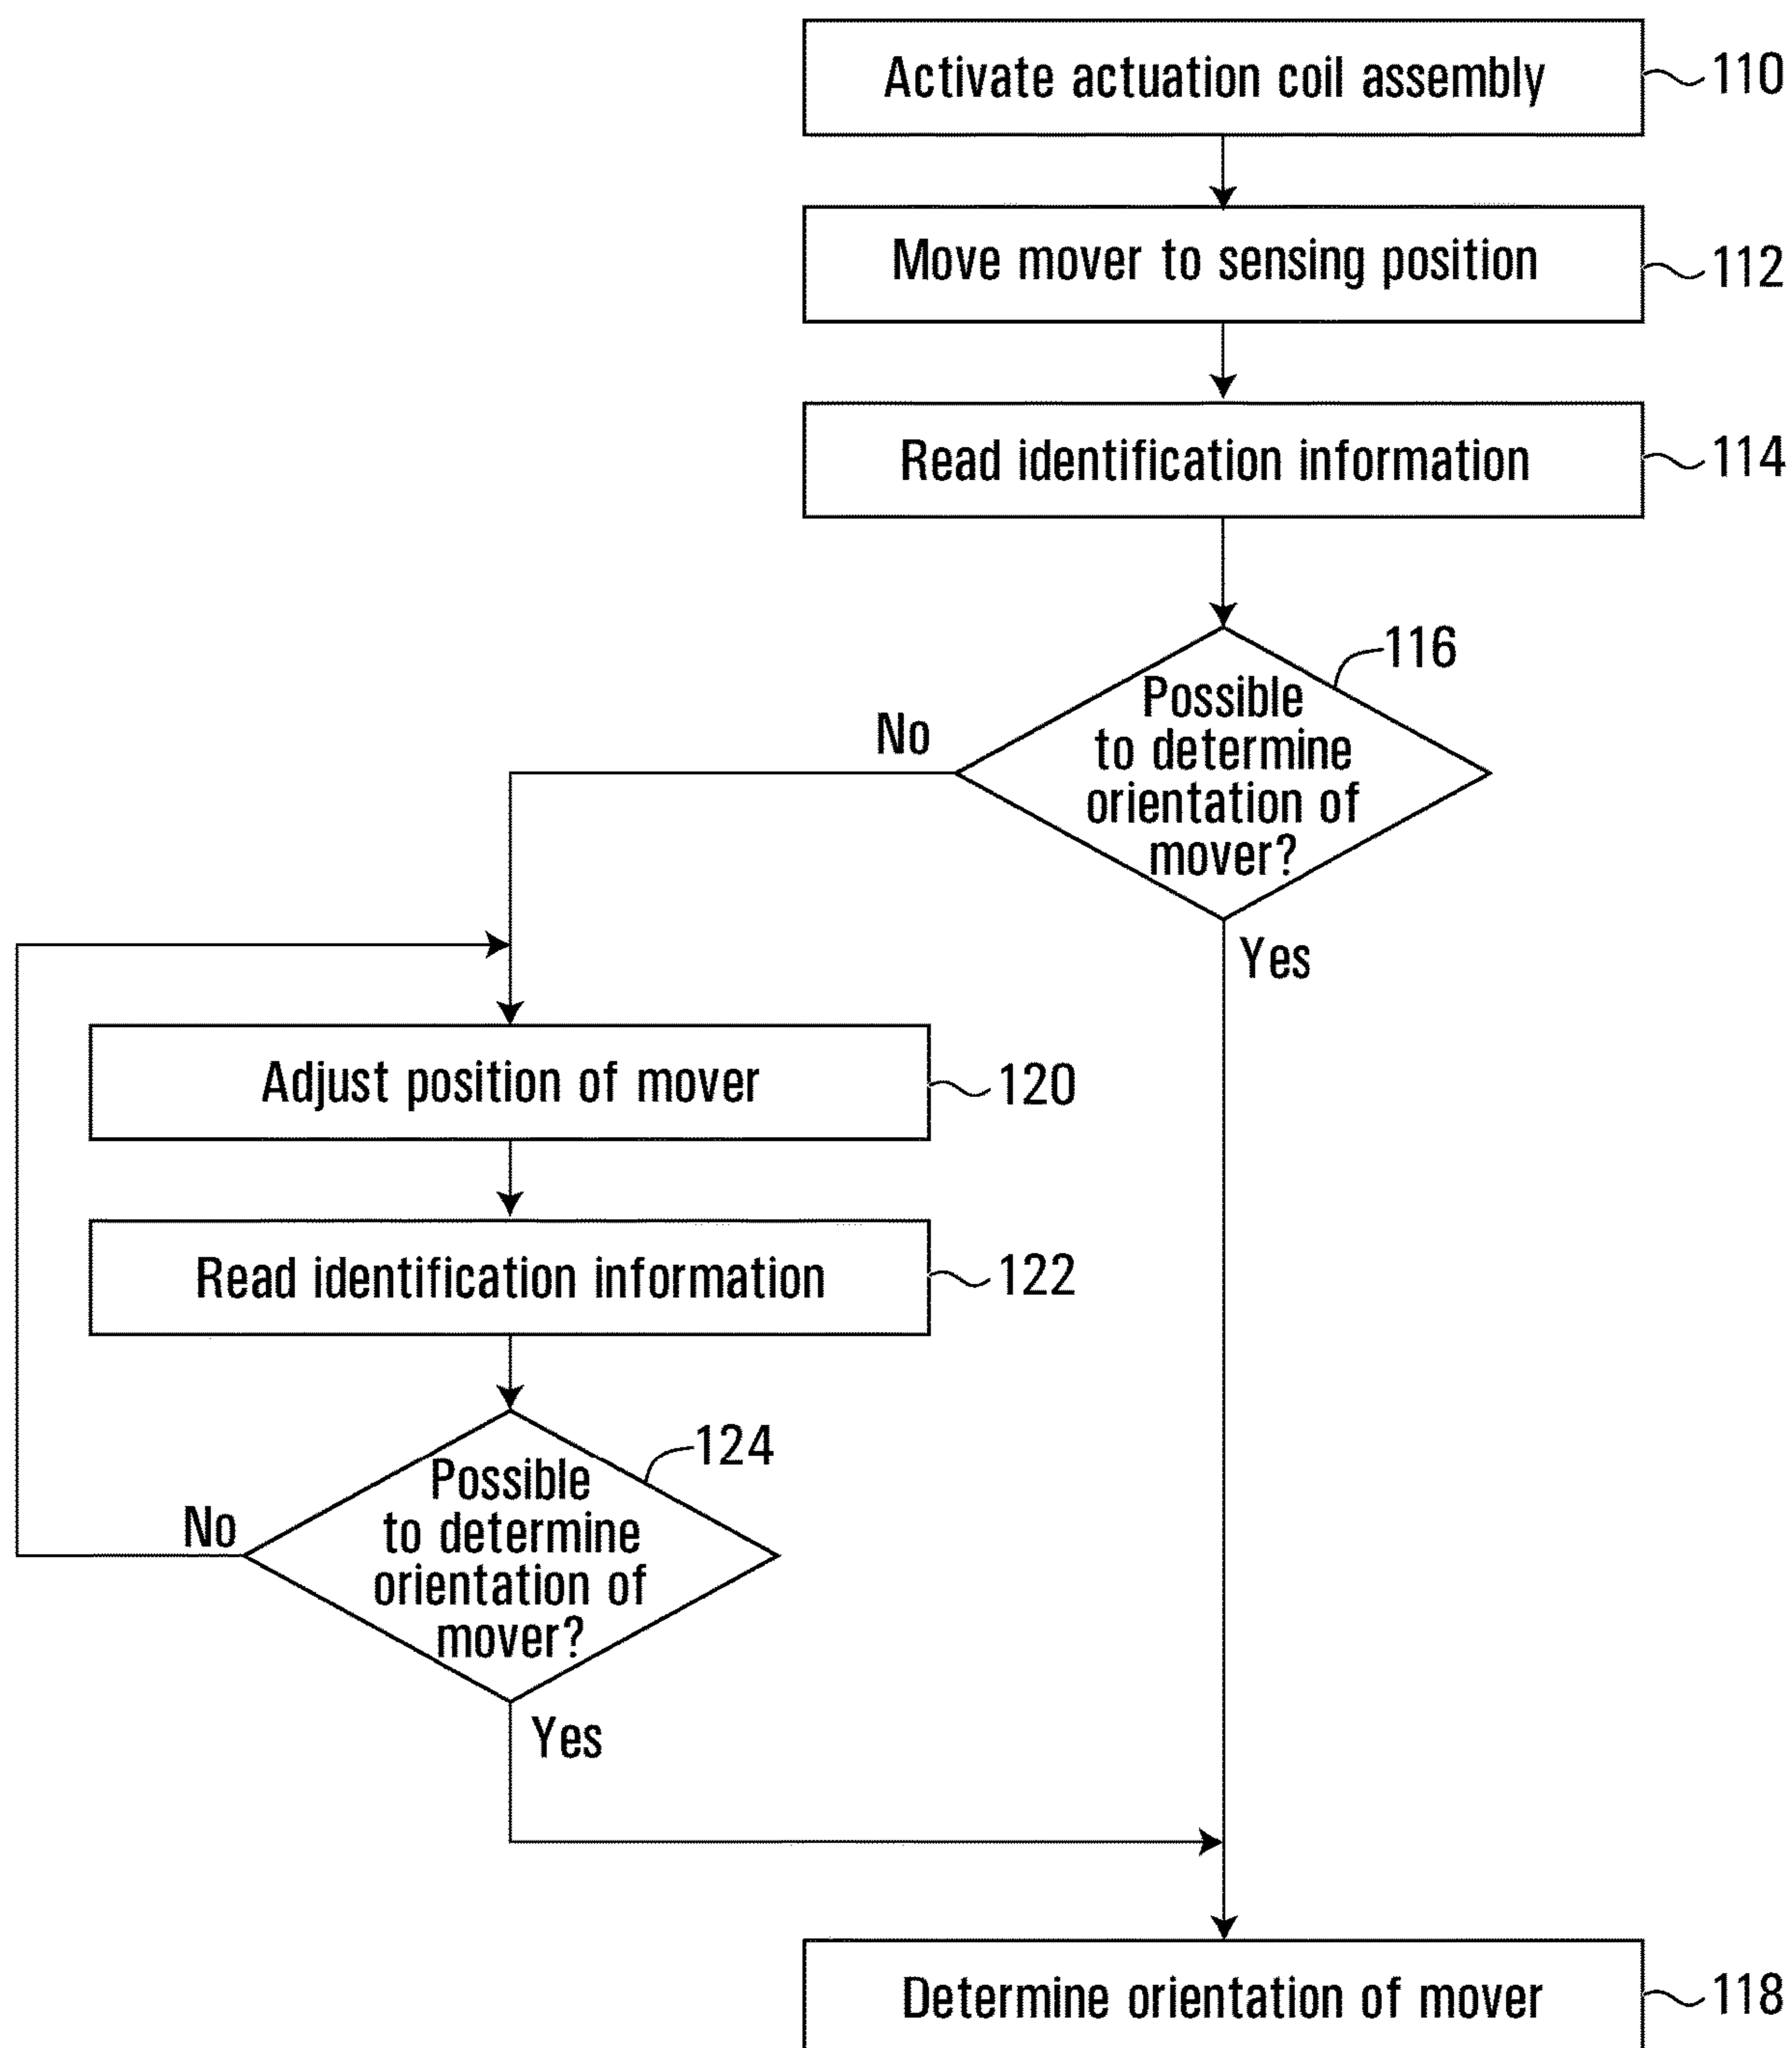 Activate actuation coil assembly 110
Move mover to sensing position 112
Read identification information 114
116
Possible
to determine
orientation of
mover?
No
Yes
Adjust position of mover 120
Read identification information 122
124
Possible
to determine
orientation of
mover?
No
Yes
Determine orientation of mover 118